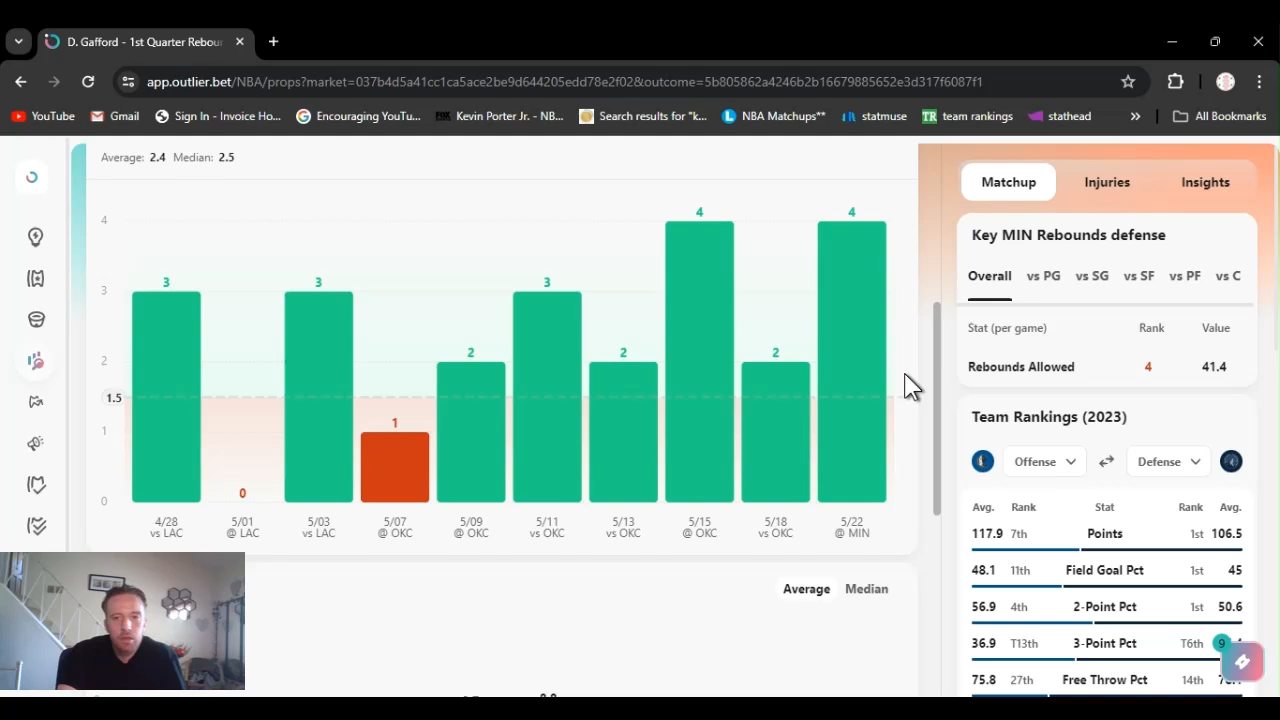 D. Gafford - 1st Quarter Rebour
app.outlier.bet/NBA/props?market=037b4d5a41cc1ca5ace2be9d644205edd78e2f02&outcome=5b805862a4246b2b16679885652e3d317f6087f1
YouTube Gmail Sign In - Invoice Ho... Encouraging YouTu... Kevin Porter Jr. - NB... Search results for "k... NBA Matchups** statmuse team rankings stathead » All Bookmarks
Average: 2.4 Median: 2.5
4
3
2
1.5
1
0
3
0
3
1
2
3
2
4
2
4
4/28 5/01 5/03 5/07 5/09 5/11 5/13 5/15 5/18 5/22
vs LAC @ LAC vs LAC @ OKC @ OKC vs OKC vs OKC @ OKC vs OKC @ MIN
Average Median
Matchup Injuries Insights
Key MIN Rebounds defense
Overall vs PG vs SG vs SF vs PF vs C
Stat (per game) Rank Value
Rebounds Allowed 4 41.4
Team Rankings (2023)
Offense Defense
Avg. Rank Stat Rank Avg.
117.9 7th Points 1st 106.5
48.1 11th Field Goal Pct 1st 45
56.9 4th 2-Point Pct 1st 50.6
36.9 T13th 3-Point Pct T6th
9
75.8 27th Free Throw Pct 14th